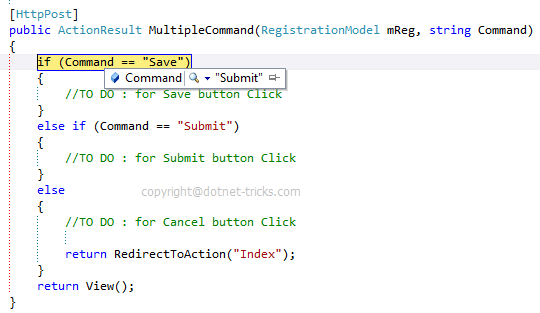 [HttpPost]
public ActionResult MultipleCommand(RegistrationModel mReg, string Command)
{
if (Command == "Save")
Command "Submit"
{
//TO DO : for Save button Click
}
else if (Command == "Submit")
{
//TO DO : for Submit button Click
}
copyright@dotnet-tricks.com
else
{
//TO DO : for Cancel button Click
return RedirectToAction("Index");
}
return View();
}